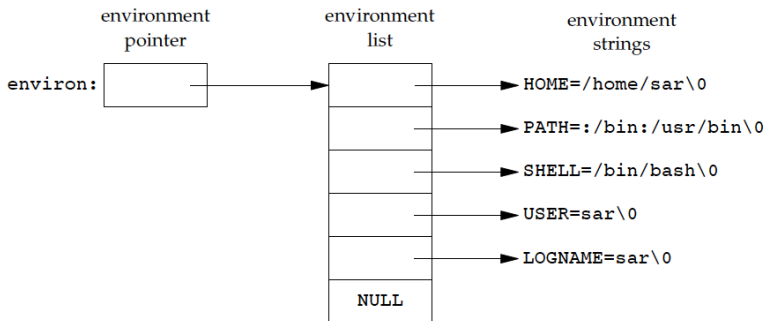 environment
pointer
environment
list
environment
strings
environ:
HOME=/home/sar\0
PATH=:/bin:/usr/bin\0
SHELL=/bin/bash\0
USER=sar\0
LOGNAME=sar\0
NULL